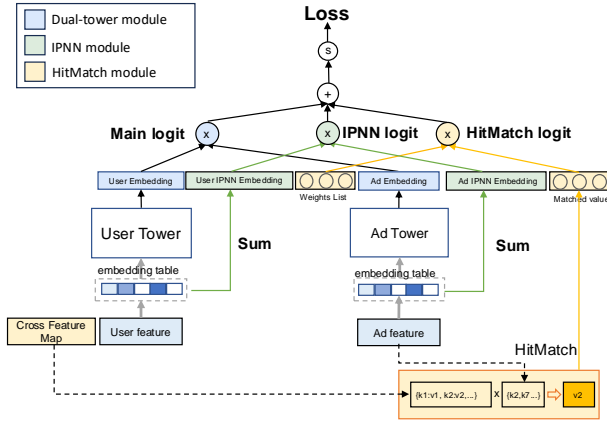 Loss
Dual-tower module
IPNN module
HitMatch module
s
+
Main logit
x
x
IPNN logit
x
HitMatch logit
User Embedding
User IPNN Embedding
Ad Embedding
Ad IPNN Embedding
Weights List
Matched value
User Tower
Ad Tower
Sum
Sum
embedding table
embedding table
Cross Feature
Map
User feature
Ad feature
HitMatch
{k1:v1, k2:v2,...}
x
{k2,k7...}
v2